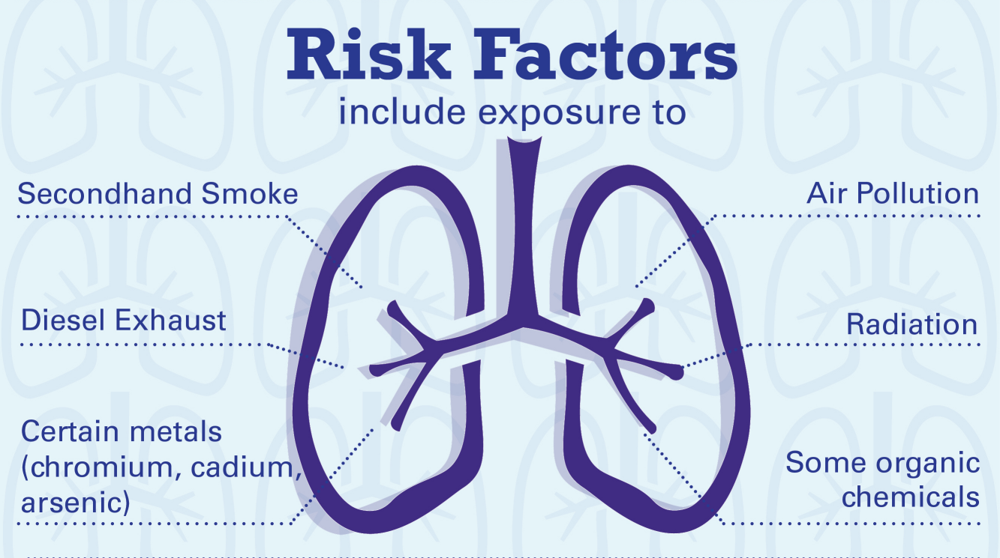 Risk Factors
include exposure to
Secondhand Smoke
Diesel Exhaust
Certain metals
(chromium, cadium,
arsenic)
Air Pollution
Radiation
Some organic
chemicals